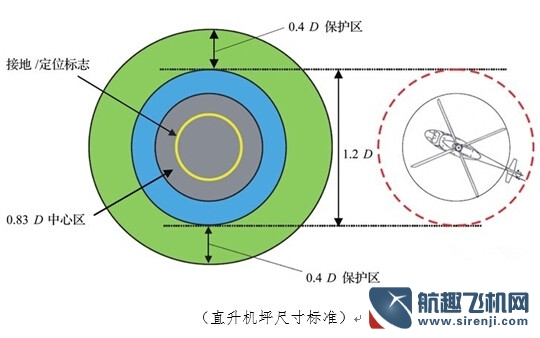 0.4 D 保护区
接地 /定位标志
1.2 D
0.83 D 中心区
0.4 D 保护区
（直升机坪尺寸标准）
航趣飞机网
www.sirenji.com